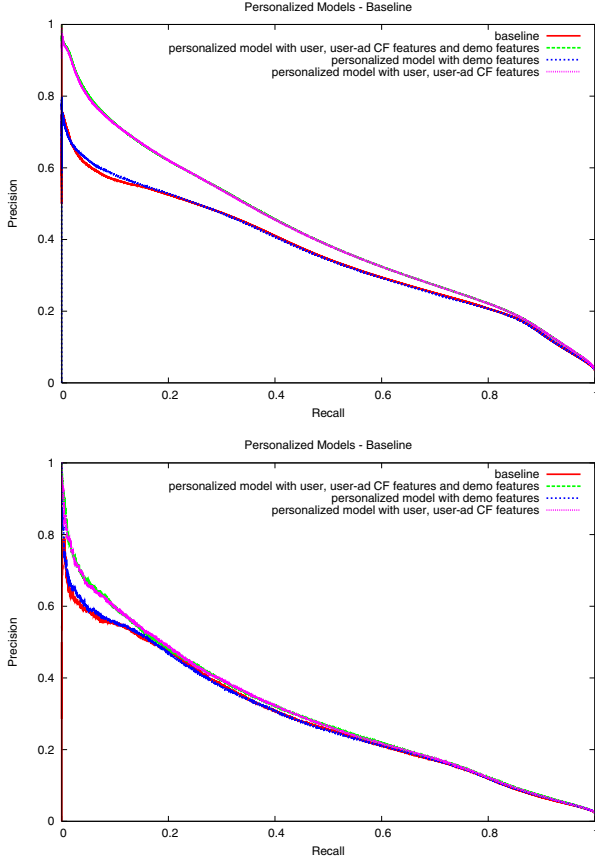 Personalized Models - Baseline
baseline
personalized model with user, user-ad CF features and demo features
personalized model with demo features
personalized model with user, user-ad CF features
1
0.8
0.6
0.4
0.2
0
Precision
0 0.2 0.4 0.6 0.8 1
Recall
Personalized Models - Baseline
baseline
personalized model with user, user-ad CF features and demo features
personalized model with demo features
personalized model with user, user-ad CF features
1
0.8
0.6
0.4
0.2
0
Precision
0 0.2 0.4 0.6 0.8 1
Recall